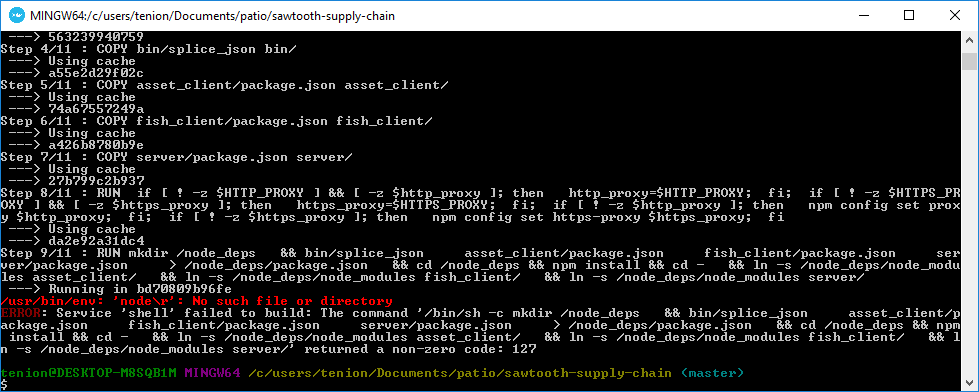 MINGW64:/c/users/tenion/Documents/patio/sawtooth-supply-chain
---> 563239940759
Step 4/11 : COPY bin/splice_json bin/
---> Using cache
---> a55e2d29f02c
Step 5/11 : COPY asset_client/package.json asset_client/
---> Using cache
---> 74a67557249a
Step 6/11 : COPY fish_client/package.json fish_client/
---> Using cache
---> a426b8780b9e
Step 7/11 : COPY server/package.json server/
---> Using cache
---> 27b799c2b937
Step 8/11 : RUN  if [ ! -z $HTTP_PROXY ] && [ -z $http_proxy ]; then   http_proxy=$HTTP_PROXY;  fi;  if [ ! -z $HTTPS_PR
OXY ] && [ -z $https_proxy ]; then   https_proxy=$HTTPS_PROXY;  fi;  if [ ! -z $http_proxy ]; then   npm config set prox
y $http_proxy;  fi;  if [ ! -z $https_proxy ]; then   npm config set https-proxy $https_proxy;  fi
---> Using cache
---> da2e92a31dc4
Step 9/11 : RUN mkdir /node_deps   && bin/splice_json     asset_client/package.json     fish_client/package.json     ser
ver/package.json     > /node_deps/package.json   && cd /node_deps && npm install && cd -   && ln -s /node_deps/node_modu
les asset_client/   && ln -s /node_deps/node_modules fish_client/   && ln -s /node_deps/node_modules server/
---> Running in bd70809b96fe
/usr/bin/env: 'node\r': No such file or directory
ERROR: Service 'shell' failed to build: The command '/bin/sh -c mkdir /node_deps   && bin/splice_json     asset_client/p
ackage.json     fish_client/package.json     server/package.json     > /node_deps/package.json   && cd /node_deps && npm
install && cd -   && ln -s /node_deps/node_modules asset_client/   && ln -s /node_deps/node_modules fish_client/   && l
n -s /node_deps/node_modules server/' returned a non-zero code: 127
tenion@DESKTOP-M8SQB1M MINGW64 /c/users/tenion/Documents/patio/sawtooth-supply-chain (master)
$